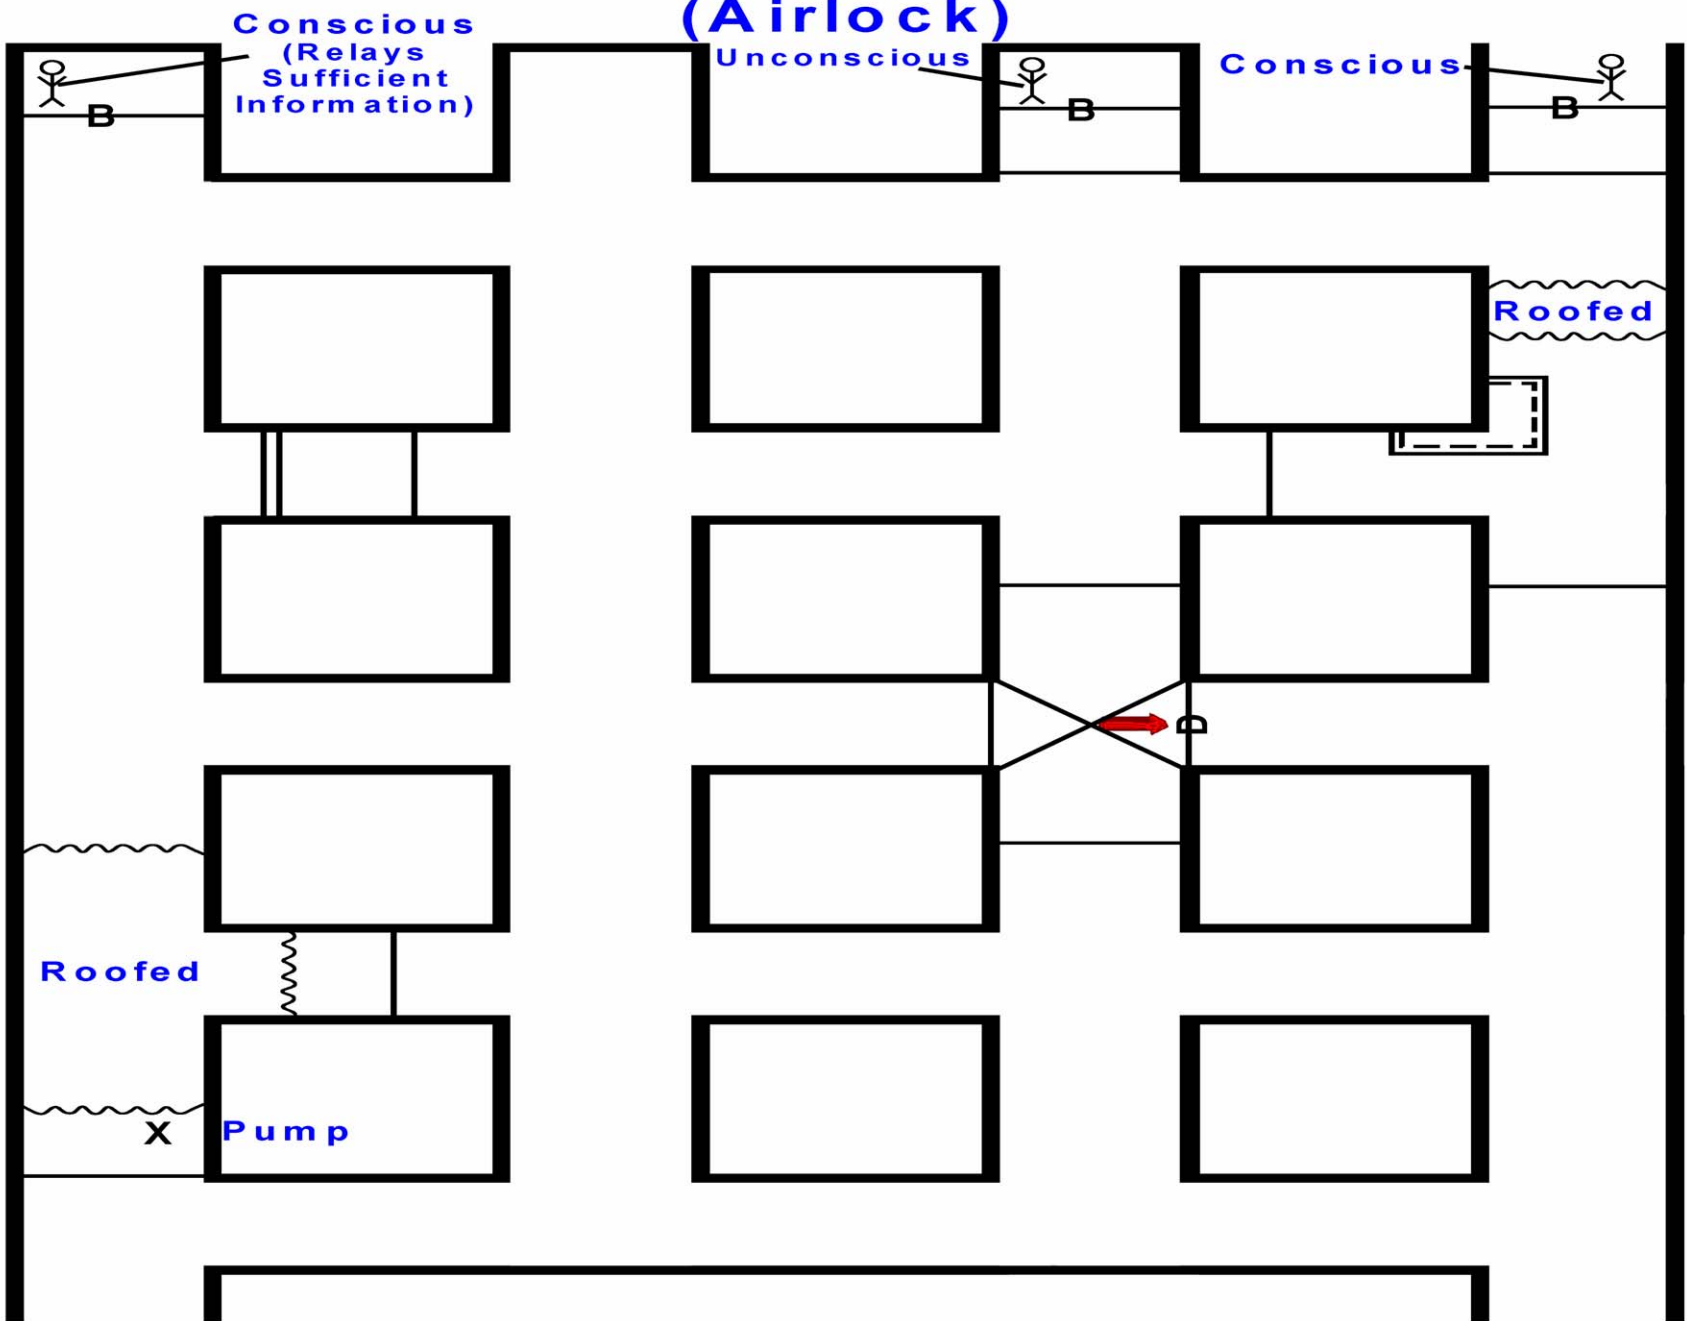 (Airlock)
Conscious
(Relays
Sufficient
Information)
Unconscious
Conscious
B
B
B
Roofed
D
Roofed
X
Pump